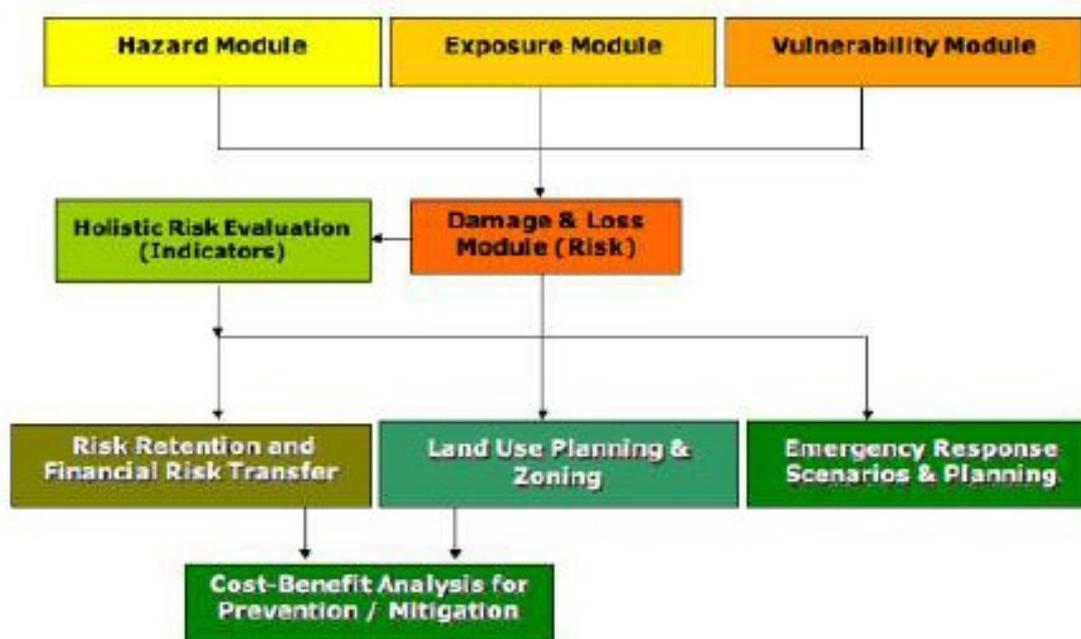 Hazard Module
Exposure Module
Vulnerability Module
Holistic Risk Evaluation
(Indicators)
Damage & Loss
Module (Risk)
Risk Retention and
Financial Risk Transfer
Land Use Planning &
Zoning
Emergency Response
Scenarios & Planning
Cost-Benefit Analysis for
Prevention / Mitigation